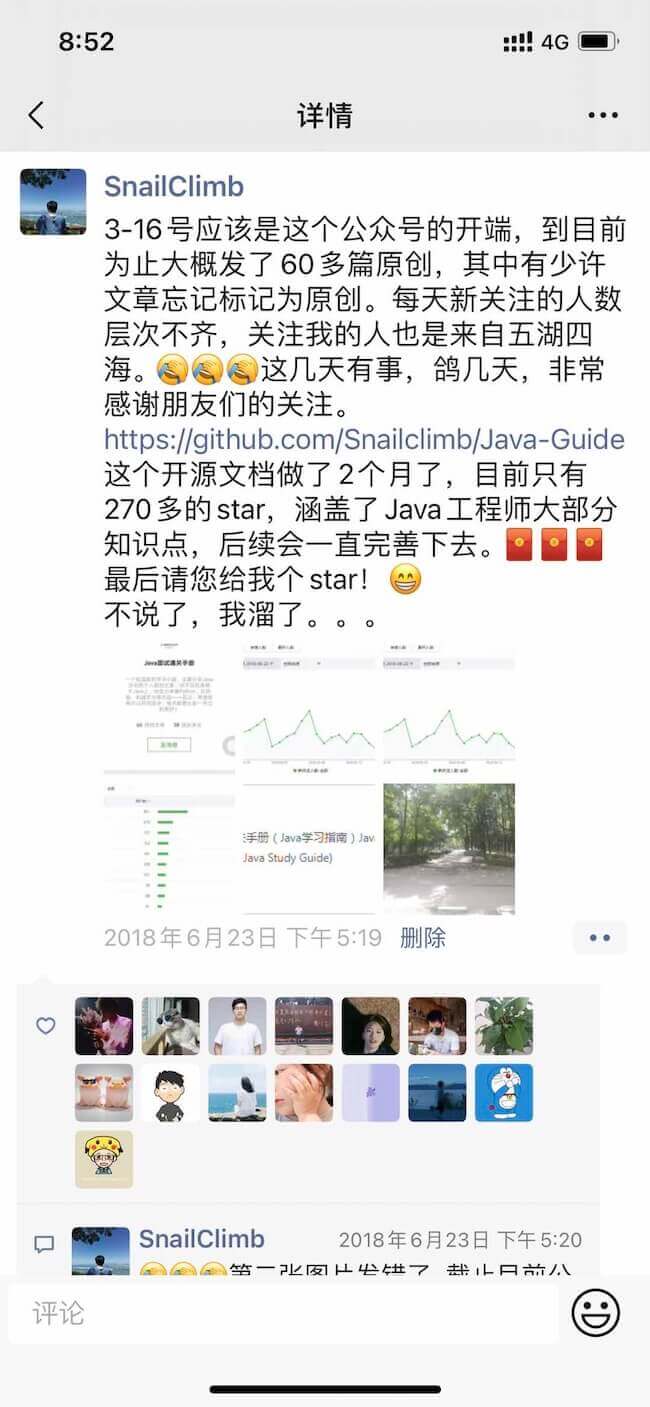 8:52
4G
详情
SnailClimb
3-16号应该是这个公众号的开端，到目前
为止大概发了60多篇原创，其中有少许
文章忘记标记为原创。每天新关注的人数
层次不齐，关注我的人也是来自五湖四
海。🤣🤣🤣这几天有事，鸽几天，非常
感谢朋友们的关注。
https://github.com/Snailclimb/Java-Guide
这个开源文档做了2个月了，目前只有
270多的star，涵盖了Java工程师大部分
知识点，后续会一直完善下去。🧧🧧🧧
最后请您给我个star！😁
不说了，我溜了。。。
Java面试通关手册
手册（Java学习指南）Jav
Java Study Guide)
2018年6月23日 下午5:19 删除
SnailClimb 2018年6月23日 下午5:20
第二张图片发错了
评论